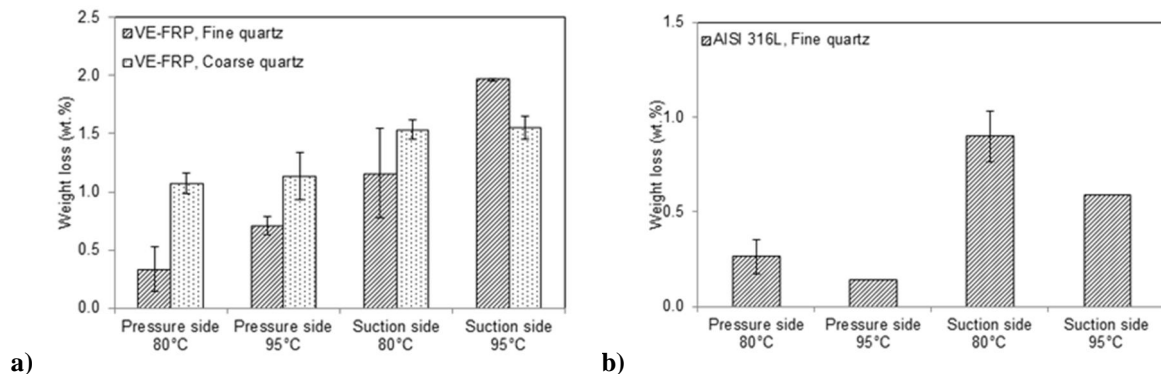 2.5
VE-FRP, Fine quartz
VE-FRP, Coarse quartz
2.0
1.5
1.0
0.5
0.0
Weight loss (wt.%)
Pressure side
80°C
Pressure side
95°C
Suction side
80°C
Suction side
95°C
a)
1.5
AISI 316L, Fine quartz
1.0
0.5
0.0
Weight loss (wt.%)
Pressure side
80°C
Pressure side
95°C
Suction side
80°C
Suction side
95°C
b)